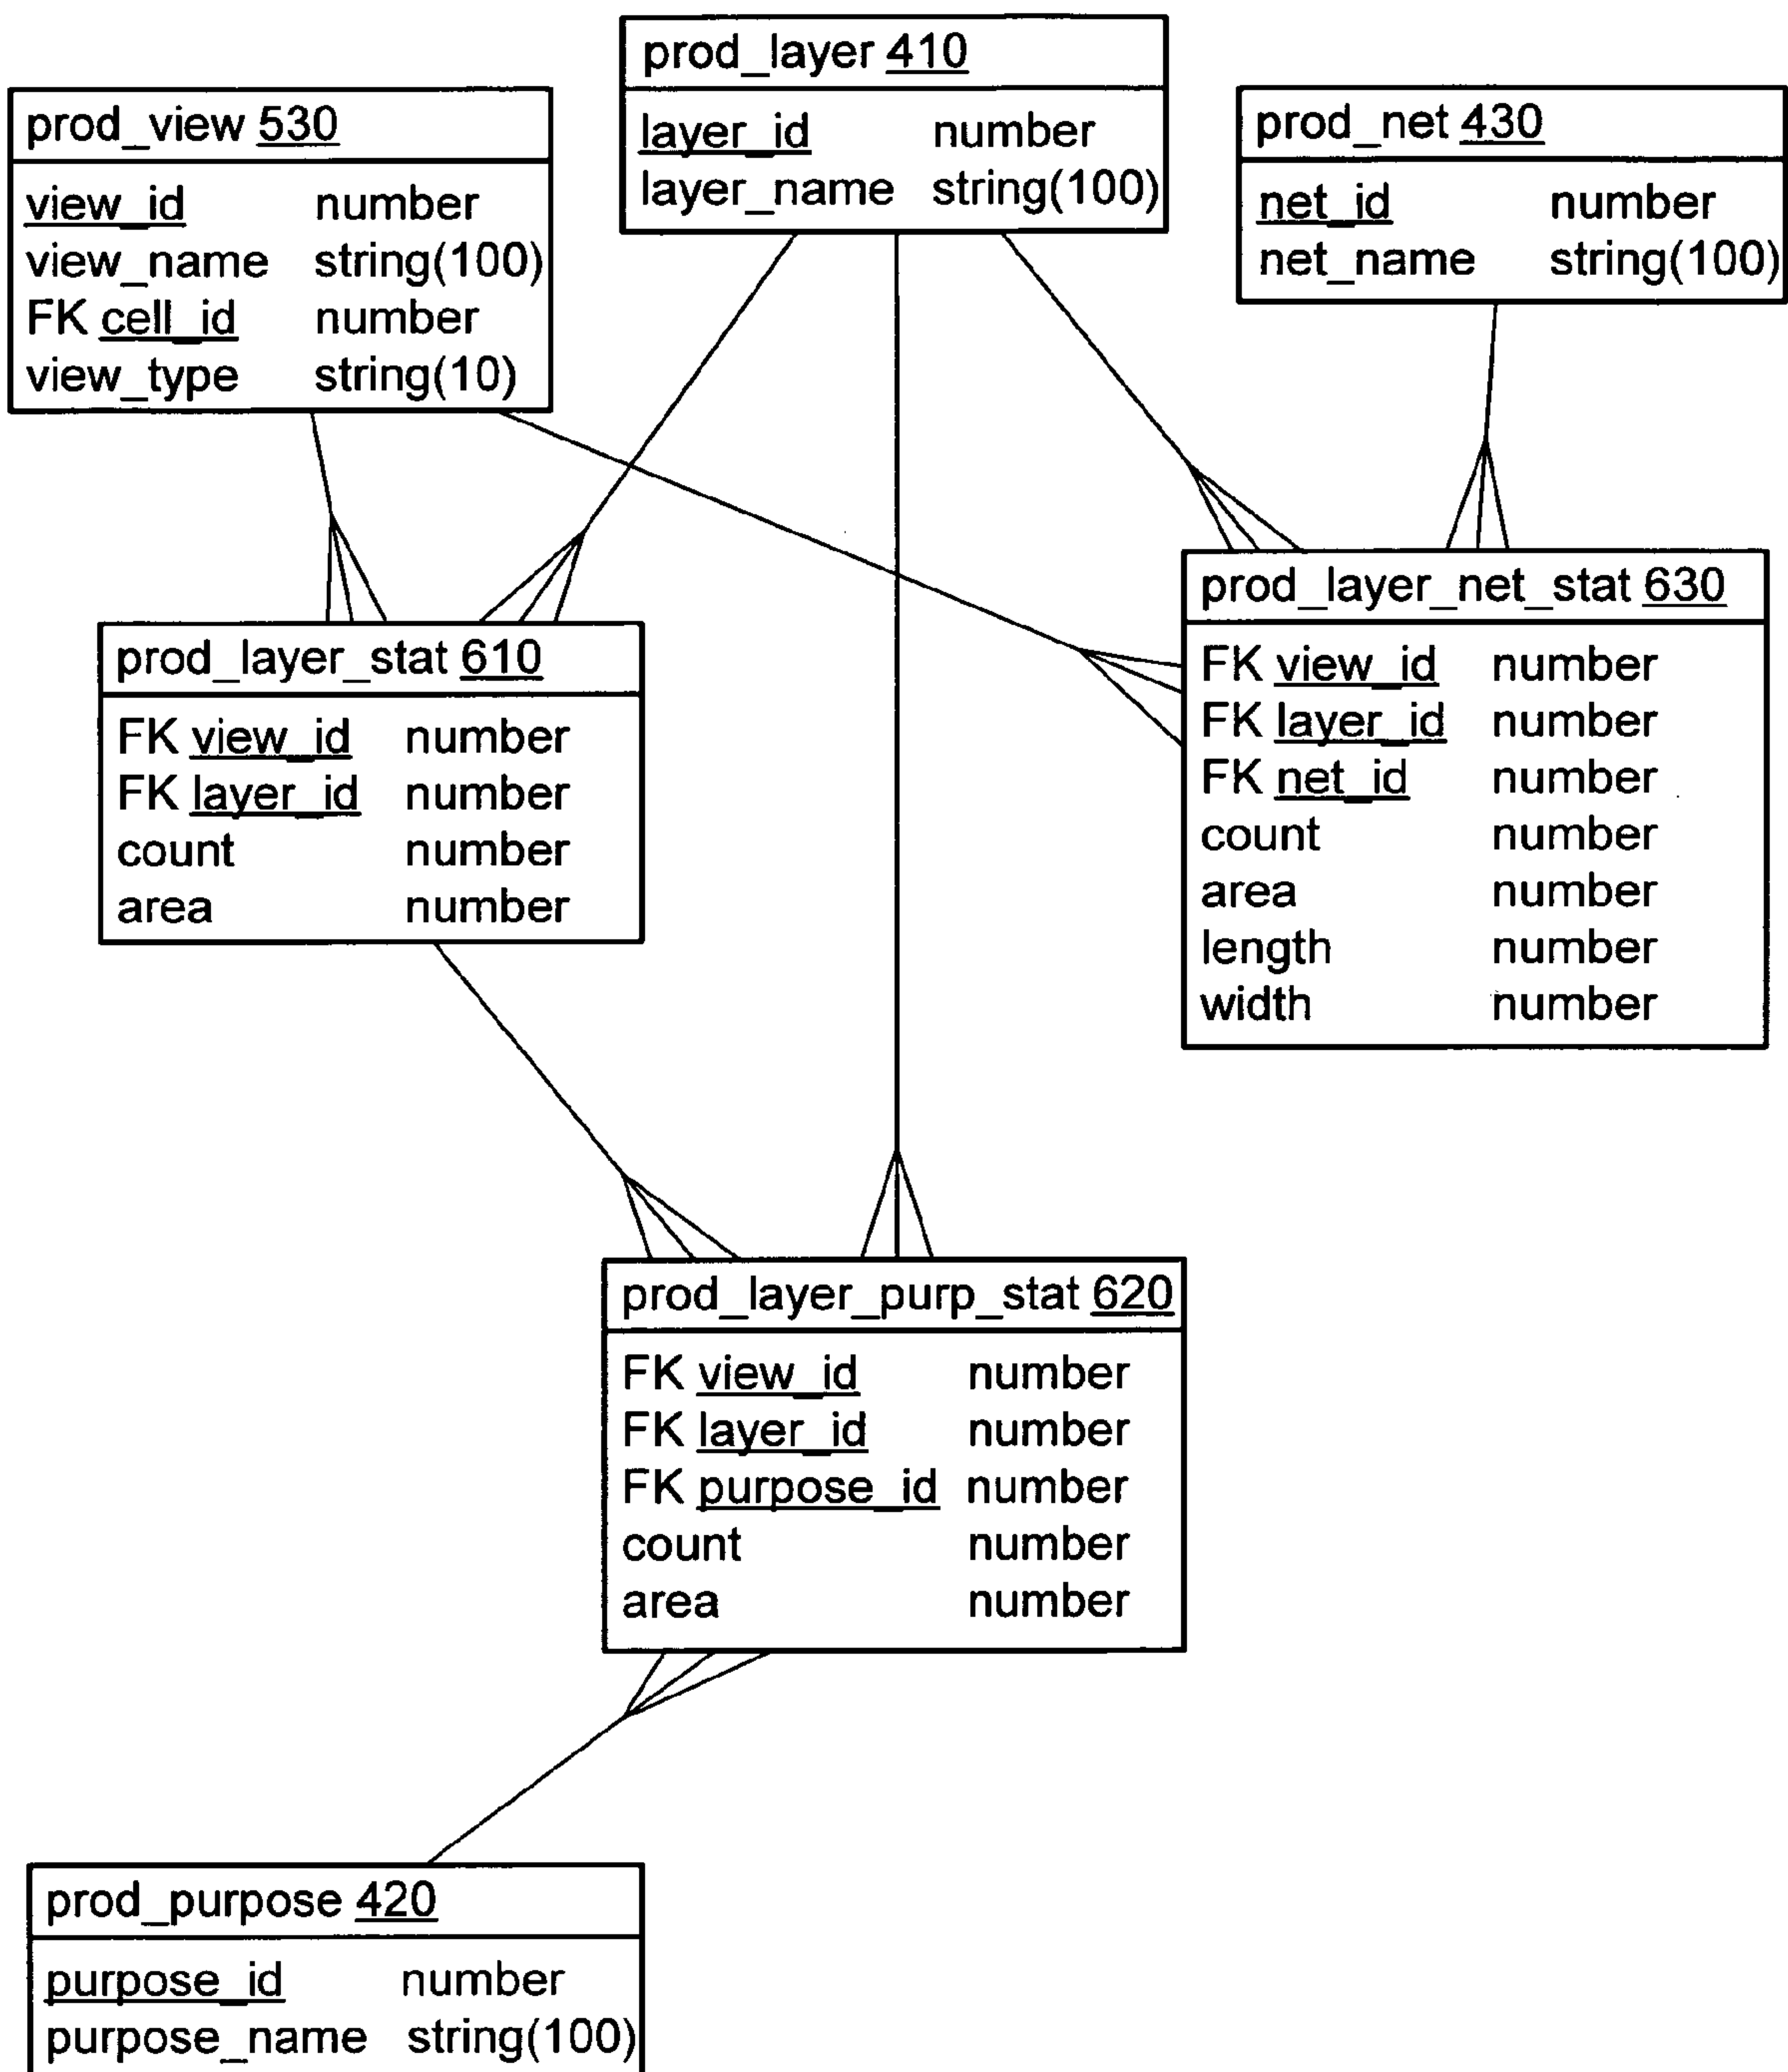 prod_layer 410
layer_id number
layer_name string(100)
prod_view 530
view_id number
view_name string(100)
FK cell_id number
view_type string(10)
prod_net 430
net_id number
net_name string(100)
prod_layer_stat 610
FK view_id number
FK layer_id number
count number
area number
prod_layer_net_stat 630
FK view_id number
FK layer_id number
FK net_id number
count number
area number
length number
width number
prod_layer_purp_stat 620
FK view_id number
FK layer_id number
FK purpose_id number
count number
area number
prod_purpose 420
purpose_id number
purpose_name string(100)